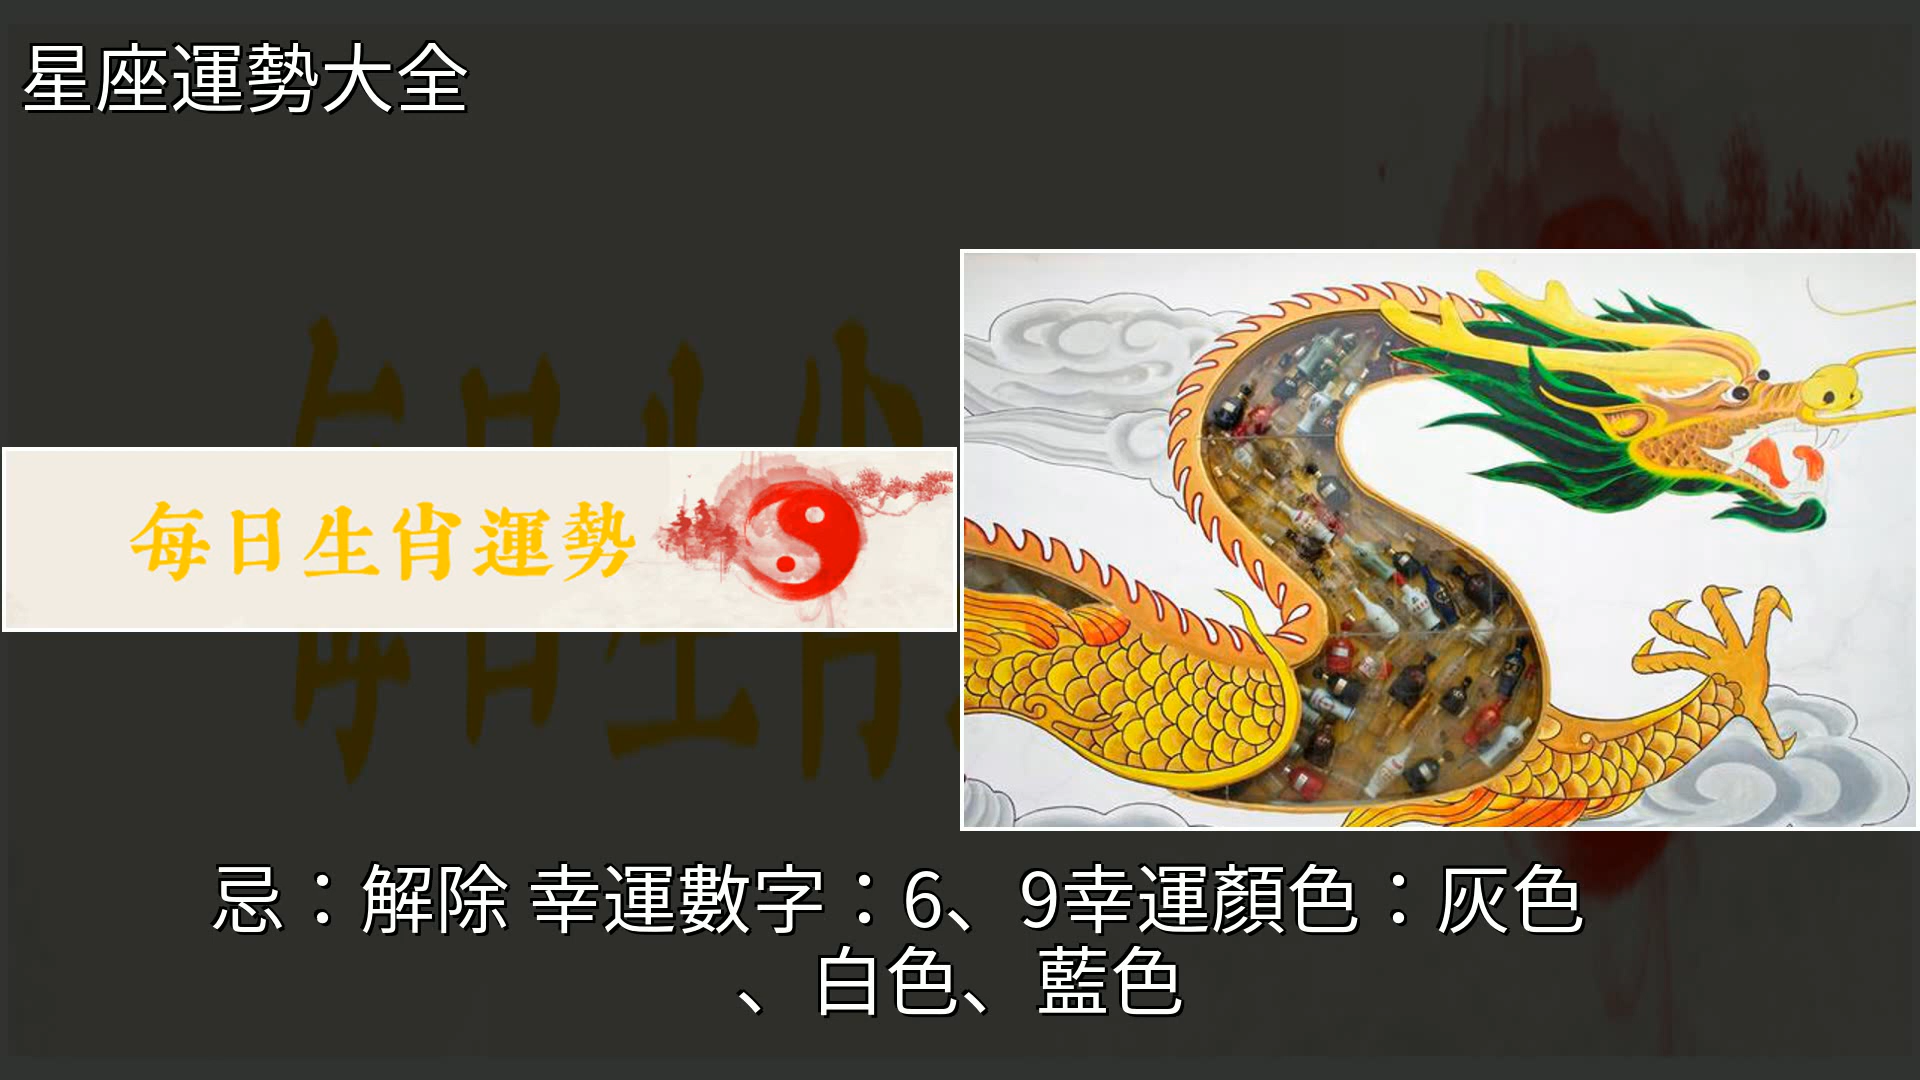 星座運勢大全
每日生肖運勢
忌：解除 幸運數字：6、9幸運顏色：灰色
、白色、藍色